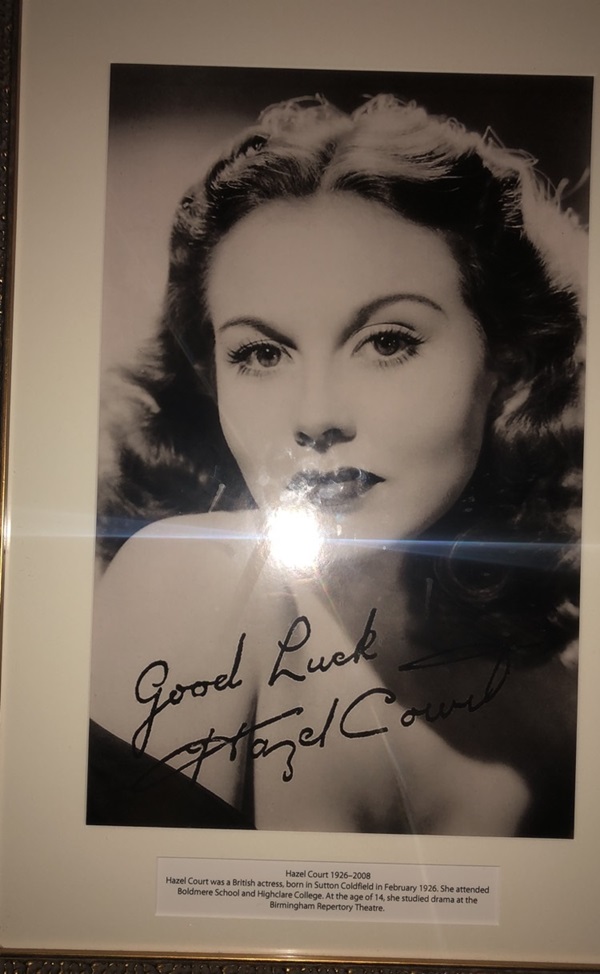 Good Luck
Hazel Court
Hazel Court 1926–2008
Hazel Court was a British actress, born in Sutton Coldfield in February 1926. She attended
Boldmere School and Highclare College. At the age of 14, she studied drama at the
Birmingham Repertory Theatre.